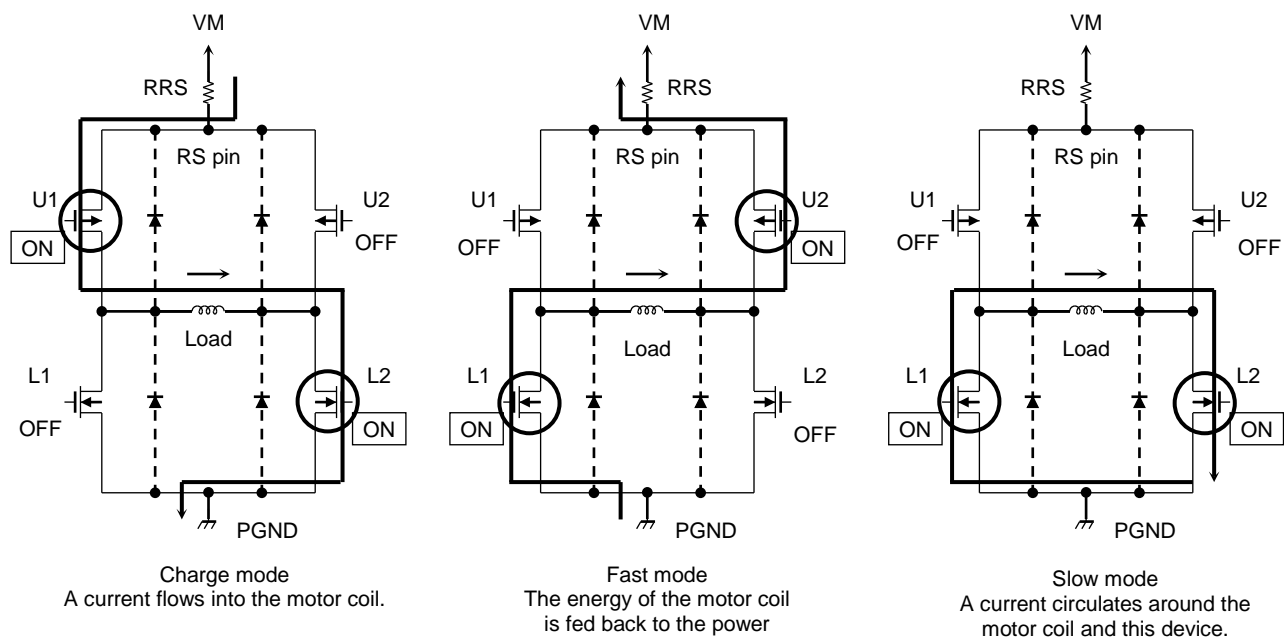 VM
RRS
RS pin
U1
U2
ON
OFF
Load
L1
L2
OFF
ON
PGND
Charge mode
A current flows into the motor coil.
VM
RRS
RS pin
U1
U2
OFF
ON
Load
L1
L2
ON
OFF
PGND
Fast mode
The energy of the motor coil
is fed back to the power
VM
RRS
RS pin
U1
U2
OFF
OFF
Load
L1
L2
ON
ON
PGND
Slow mode
A current circulates around the
motor coil and this device.